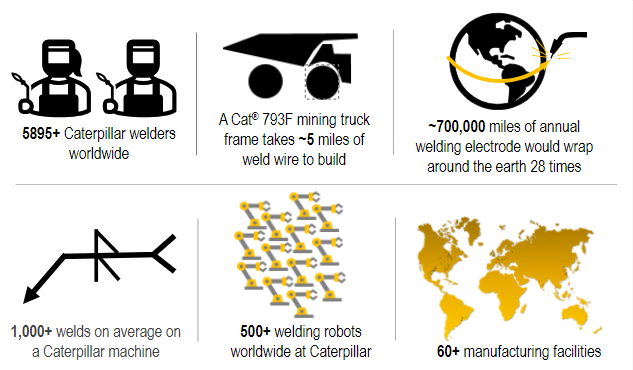 5895+ Caterpillar welders
worldwide
A Cat® 793F mining truck
frame takes ~5 miles of
weld wire to build
~700,000 miles of annual
welding electrode would wrap
around the earth 28 times
1,000+ welds on average on
a Caterpillar machine
500+ welding robots
worldwide at Caterpillar
60+ manufacturing facilities